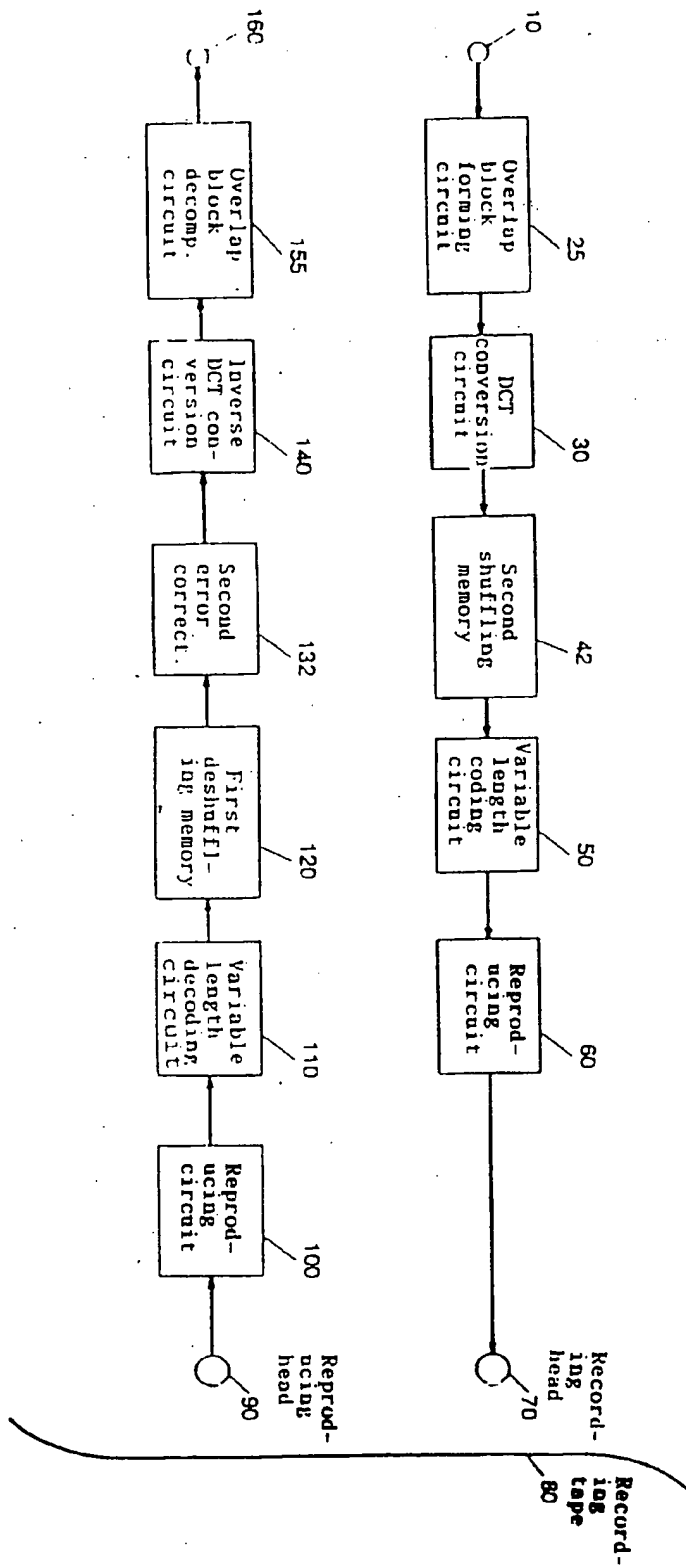 10
Overlap
block
forming
circuit
25
DCT
conversion
circuit
30
Second
shuffling
memory
42
Variable
length
coding
circuit
50
Reprod-
ucing
circuit
60
Record-
ing
head
70
Record-
ing
tape
80
160
Overlap
block
decomp.
circuit
155
Inverse
DCT con-
version
circuit
140
Second
error
correct.
132
First
deshuffl-
ing memory
120
Variable
length
decoding
circuit
110
Reprod-
ucing
circuit
100
Reprod-
ucing
head
90